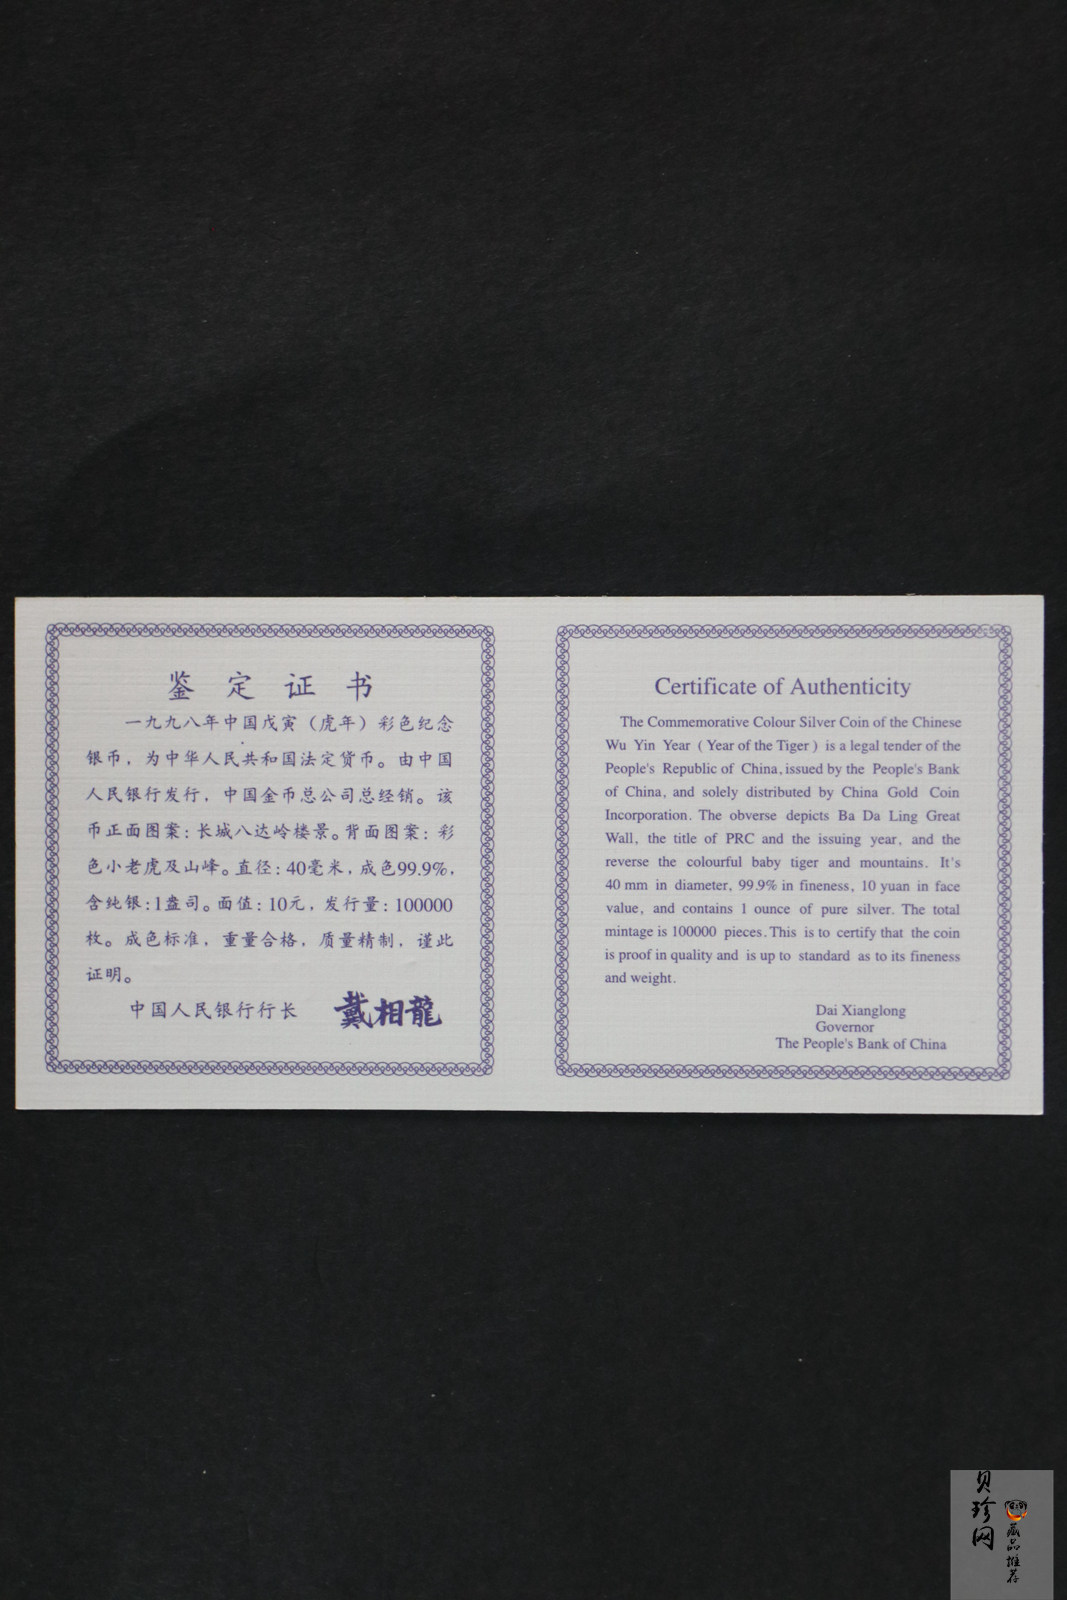 鉴定证书
一九九八年中国戊寅（虎年）彩色纪念
银币，为中华人民共和国法定货币。由中国
人民银行发行，中国金币总公司总经销。该
币正面图案：长城八达岭楼景。背面图案：彩
色小老虎及山峰。直径：40毫米，成色99.9%，
含纯银：1盎司。面值：10元，发行量：100000
枚。成色标准，重量合格，质量精制，谨此
证明。
中国人民银行行长 戴相龍
Certificate of Authenticity
The Commemorative Colour Silver Coin of the Chinese
Wu Yin Year ( Year of the Tiger ) is a legal tender of the
People's Republic of China, issued by the People's Bank
of China, and solely distributed by China Gold Coin
Incorporation. The obverse depicts Ba Da Ling Great
Wall, the title of PRC and the issuing year, and the
reverse the colourful baby tiger and mountains. It's
40 mm in diameter, 99.9% in fineness, 10 yuan in face
value, and contains 1 ounce of pure silver. The total
mintage is 100000 pieces. This is to certify that the coin
is proof in quality and is up to standard as to its fineness
and weight.
Dai Xianglong
Governor
The People's Bank of China
贝珍网
藏品推荐